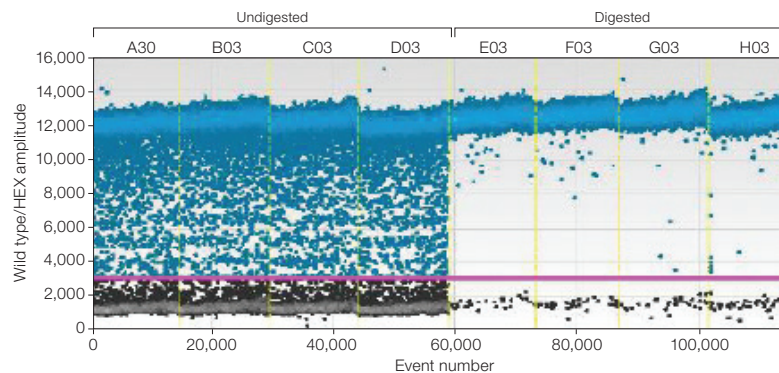 Undigested Digested
A30 B03 C03 D03 E03 F03 G03 H03
16,000
14,000
12,000
10,000
8,000
6,000
4,000
2,000
0
Wild type/HEX amplitude
0 20,000 40,000 60,000 80,000 100,000
Event number